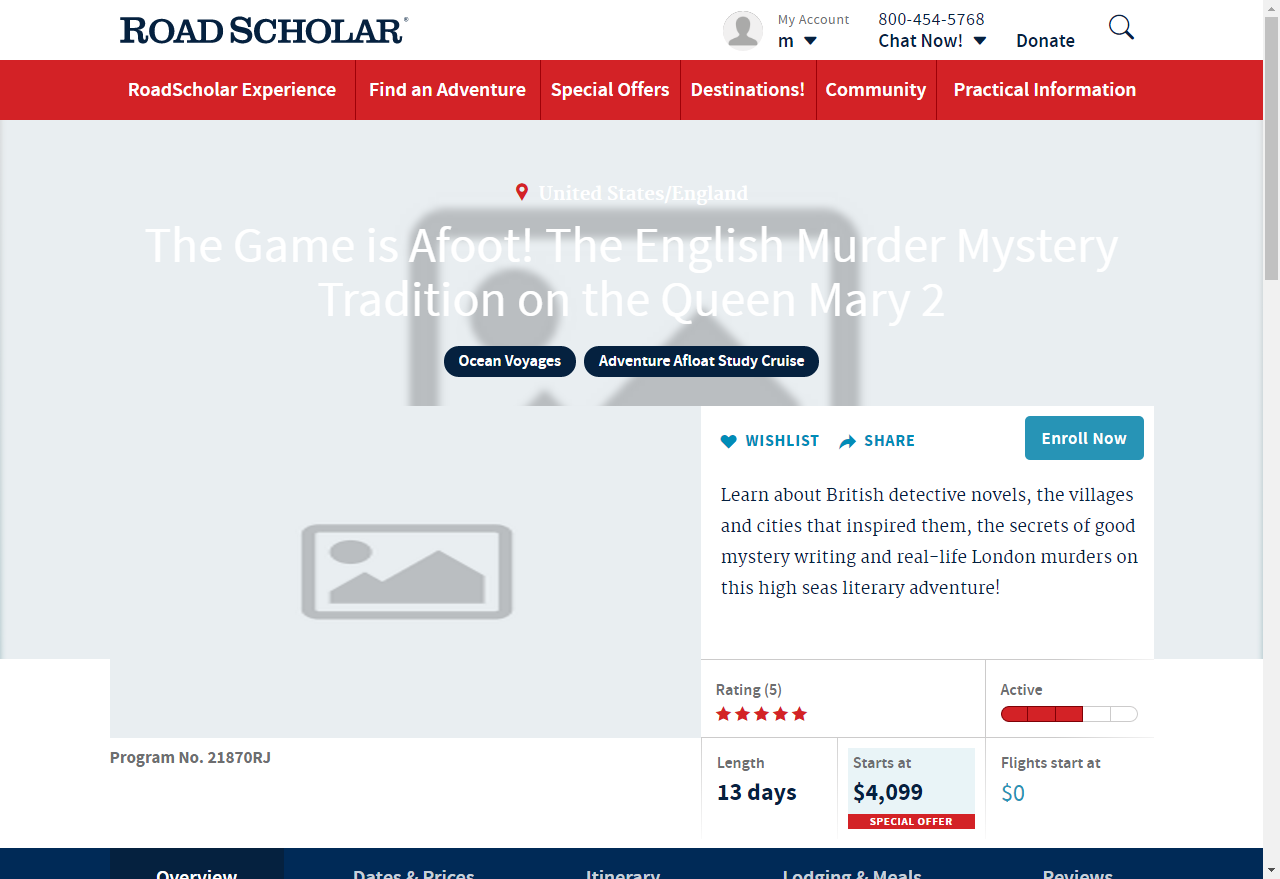 ROAD SCHOLAR®
My Account
m
800-454-5768
Chat Now!
Donate
RoadScholar Experience
Find an Adventure
Special Offers
Destinations!
Community
Practical Information
United States/England
The Game is Afoot! The English Murder Mystery
Tradition on the Queen Mary 2
Ocean Voyages
Adventure Afloat Study Cruise
WISHLIST
SHARE
Enroll Now
Learn about British detective novels, the villages
and cities that inspired them, the secrets of good
mystery writing and real-life London murders on
this high seas literary adventure!
Rating (5)
Active
Program No. 21870RJ
Length
13 days
Starts at
$4,099
SPECIAL OFFER
Flights start at
$0
Overview
Dates & Prices
Itinerary
Lodging & Meals
Reviews